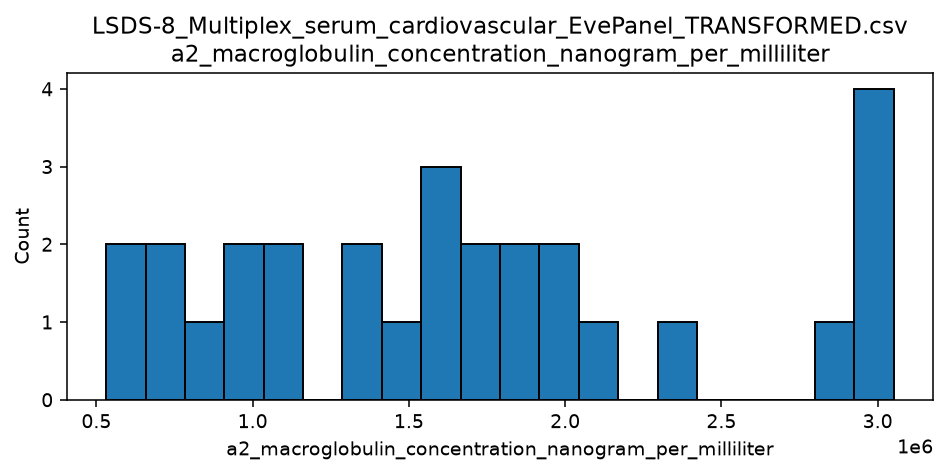 LSDS-8_Multiplex_serum_cardiovascular_EvePanel_TRANSFORMED.csv
a2_macroglobulin_concentration_nanogram_per_milliliter
4
3
2
1
0
Count
0.5 1.0 1.5 2.0 2.5 3.0
1e6
a2_macroglobulin_concentration_nanogram_per_milliliter